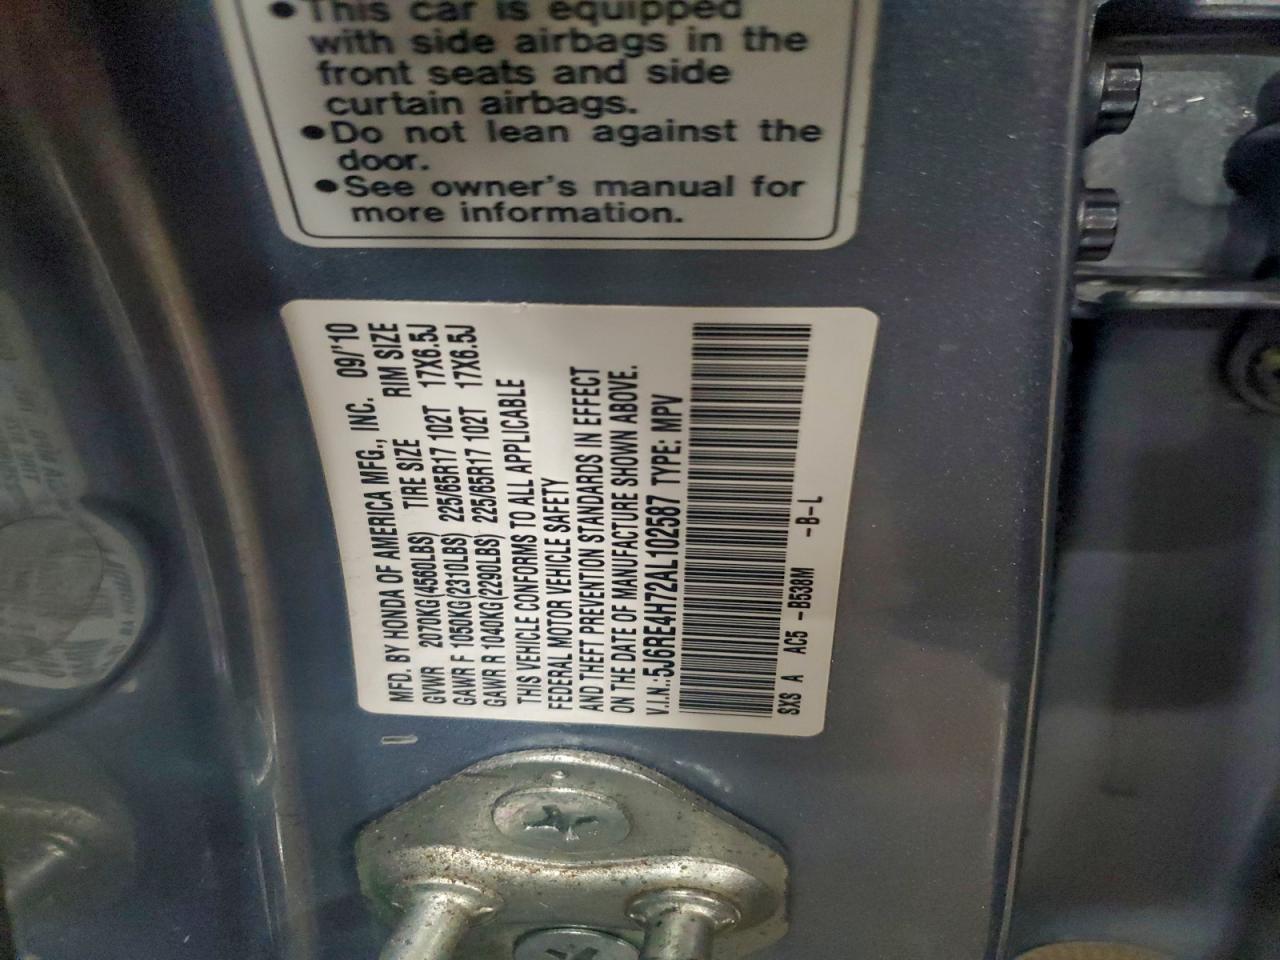 ●This car is equipped
with side airbags in the
front seats and side
curtain airbags.
●Do not lean against the
door.
●See owner's manual for
more information.
MFD. BY HONDA OF AMERICA MFG., INC. 09/'10
GVWR 2070KG(4560LBS) TIRE SIZE RIM SIZE
GAWR F 1050KG(2310LBS) 225/65R17 102T 17X6.5J
GAWR R 1040KG(2290LBS) 225/65R17 102T 17X6.5J
THIS VEHICLE CONFORMS TO ALL APPLICABLE
FEDERAL MOTOR VEHICLE SAFETY
AND THEFT PREVENTION STANDARDS IN EFFECT
ON THE DATE OF MANUFACTURE SHOWN ABOVE.
V.I.N.:5J6RE4H72AL102587 TYPE: MPV
SXS A AC5 -B538M -B-L